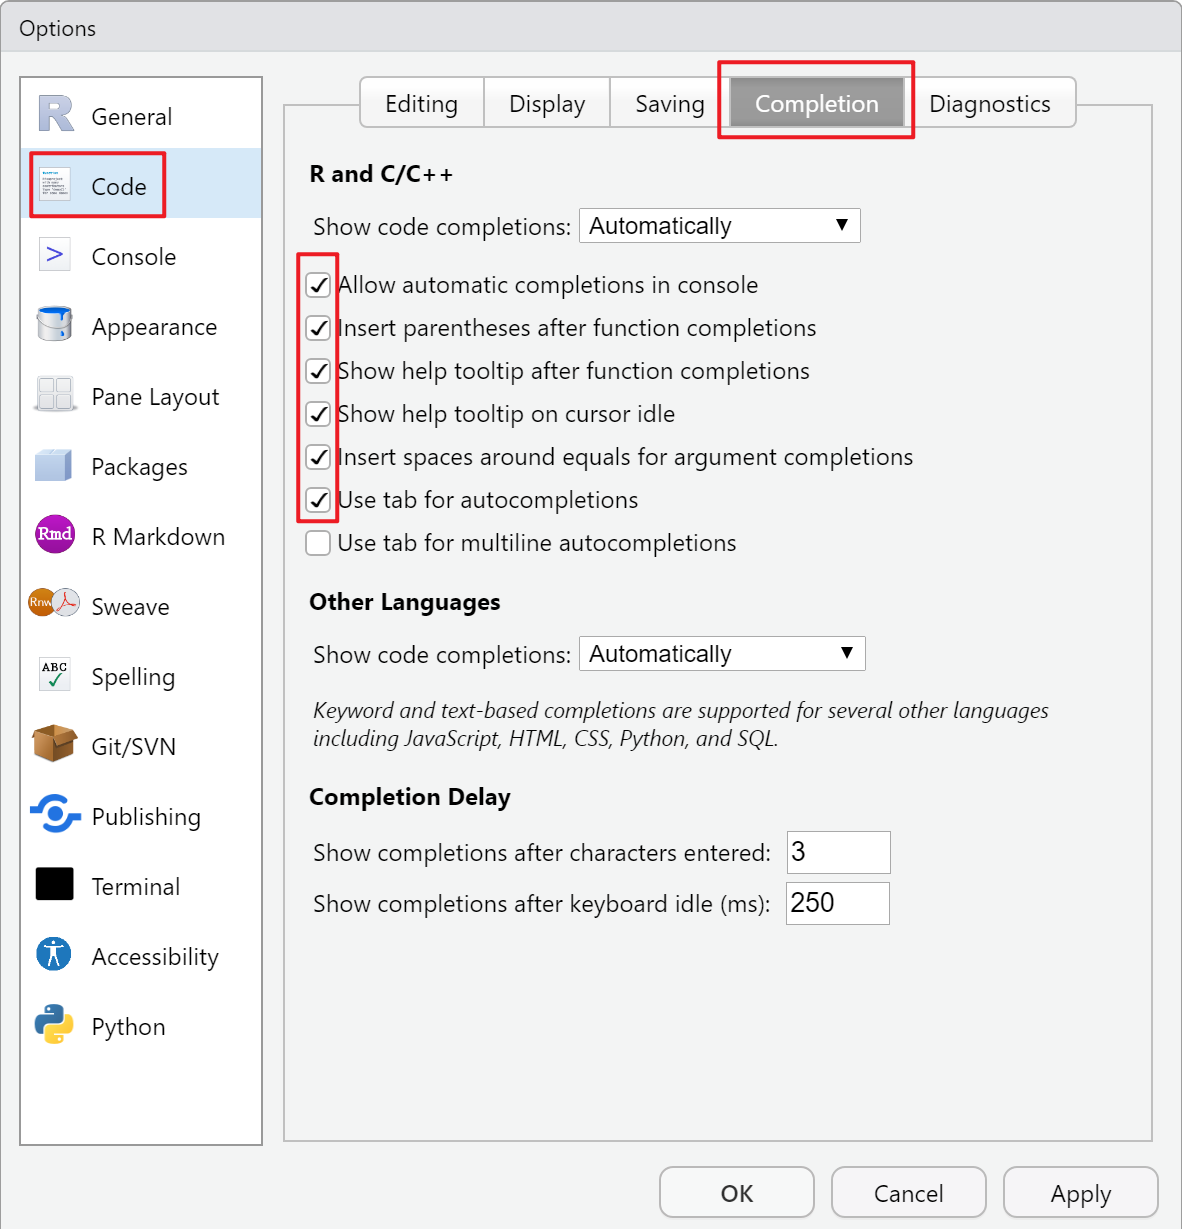 Options
General
Code
Console
Appearance
Pane Layout
Packages
Rmd
R Markdown
Rnw
Sweave
ABC
Spelling
Git/SVN
Publishing
Terminal
Accessibility
Python
Editing
Display
Saving
Completion
Diagnostics
R and C/C++
Show code completions: Automatically
Allow automatic completions in console
Insert parentheses after function completions
Show help tooltip after function completions
Show help tooltip on cursor idle
Insert spaces around equals for argument completions
Use tab for autocompletions
Use tab for multiline autocompletions
Other Languages
Show code completions: Automatically
Keyword and text-based completions are supported for several other languages
including JavaScript, HTML, CSS, Python, and SQL.
Completion Delay
Show completions after characters entered: 3
Show completions after keyboard idle (ms): 250
OK
Cancel
Apply